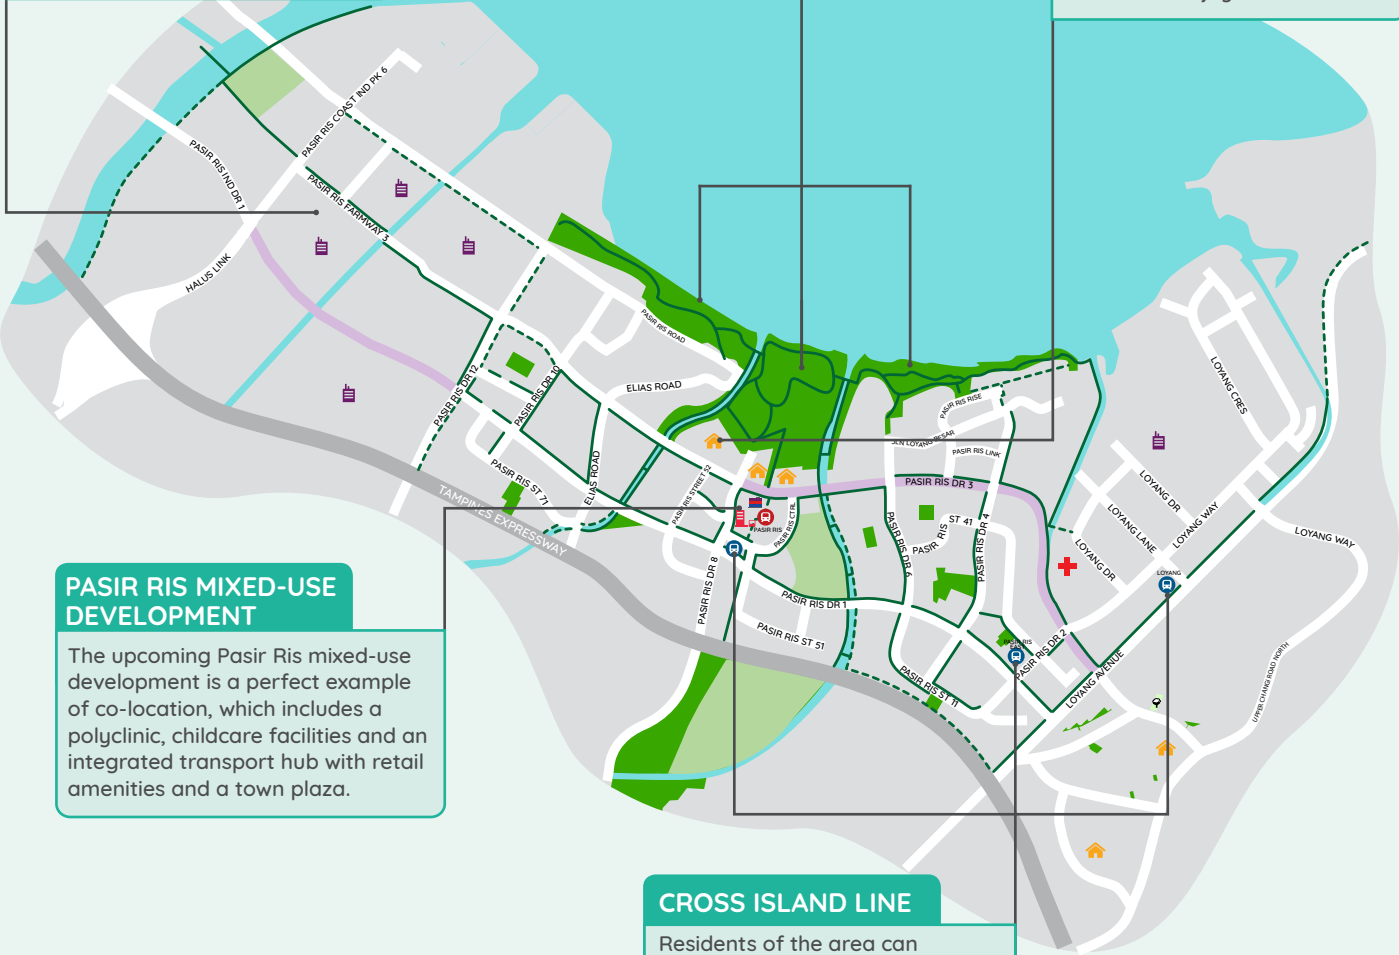 PASIR RIS COAST IND PK 6
PASIR RIS IND DR 1
PASIR RIS FARMWAY 3
HALUS LINK
PASIR RIS ROAD
ELIAS ROAD
PASIR RIS DR 12
PASIR RIS DR 10
PASIR RIS RISE
JLN LOYANG BESAR
PASIR RIS LINK
LOYANG CRES
PASIR RIS ST 71
ELIAS ROAD
PASIR RIS STREET 52
PASIR RIS DR 3
LOYANG DR
LOYANG LANE
LOYANG WAY
LOYANG WAY
TAMPINES EXPRESSWAY
PASIR RIS
PASIR RIS CTRL
PASIR RIS DR 6
PASIR RIS ST 41
PASIR RIS DR 4
LOYANG DR
LOYANG
PASIR RIS DR 8
PASIR RIS DR 1
PASIR RIS ST 51
PASIR RIS
EAST
PASIR RIS DR 2
PASIR RIS ST 11
LOYANG AVENUE
UPPER CHANGI ROAD NORTH
PASIR RIS MIXED-USE
DEVELOPMENT
The upcoming Pasir Ris mixed-use
development is a perfect example
of co-location, which includes a
polyclinic, childcare facilities and an
integrated transport hub with retail
amenities and a town plaza.
CROSS ISLAND LINE
Residents of the area can